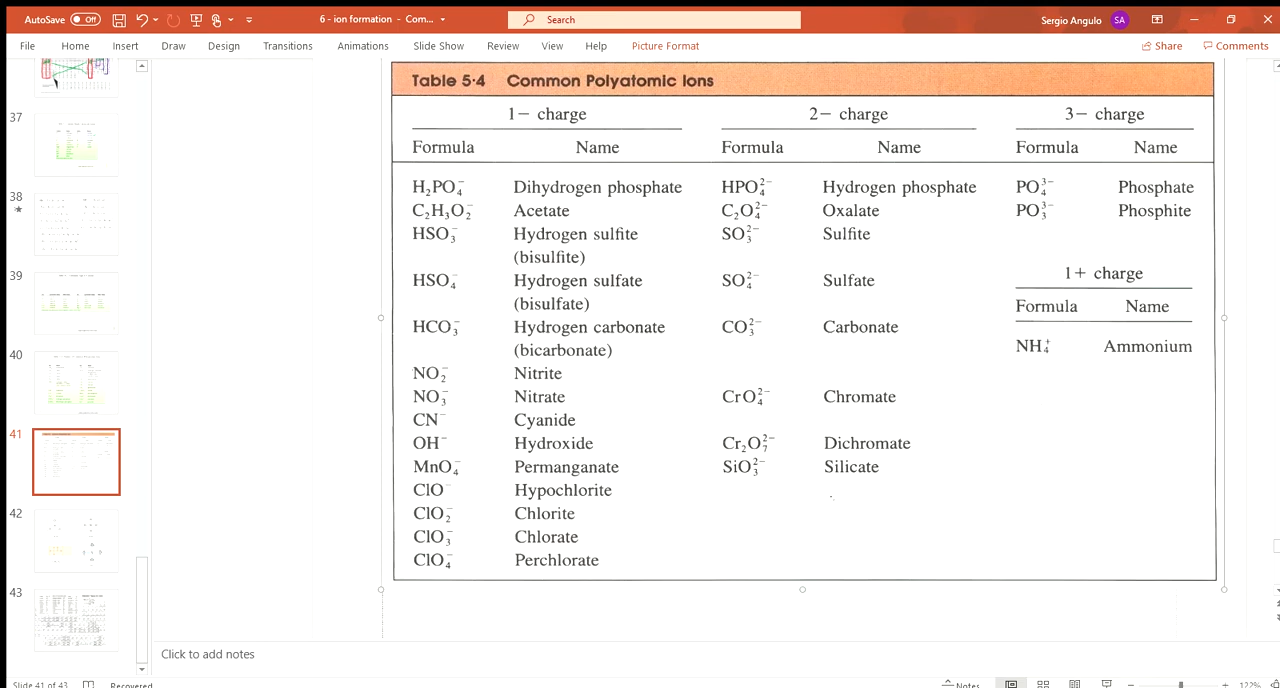 AutoSave Off 6 - ion formation - Com... Search Sergio Angulo SA
File Home Insert Draw Design Transitions Animations Slide Show Review View Help Picture Format Share Comments
37
38
39
40
41
42
43
Table 5·4 Common Polyatomic Ions
1− charge 2− charge 3− charge
Formula Name Formula Name Formula Name
H₂PO₄⁻ Dihydrogen phosphate HPO₄²⁻ Hydrogen phosphate PO₄³⁻ Phosphate
C₂H₃O₂⁻ Acetate C₂O₄²⁻ Oxalate PO₃³⁻ Phosphite
HSO₃⁻ Hydrogen sulfite SO₃²⁻ Sulfite
(bisulfite)
1+ charge
HSO₄⁻ Hydrogen sulfate SO₄²⁻ Sulfate
(bisulfate)
Formula Name
HCO₃⁻ Hydrogen carbonate CO₃²⁻ Carbonate
(bicarbonate)
NH₄⁺ Ammonium
NO₂⁻ Nitrite
NO₃⁻ Nitrate CrO₄²⁻ Chromate
CN⁻ Cyanide
OH⁻ Hydroxide Cr₂O₇²⁻ Dichromate
MnO₄⁻ Permanganate SiO₃²⁻ Silicate
ClO⁻ Hypochlorite
ClO₂⁻ Chlorite
ClO₃⁻ Chlorate
ClO₄⁻ Perchlorate
Click to add notes
Slide 41 of 43 Recovered Notes 122%